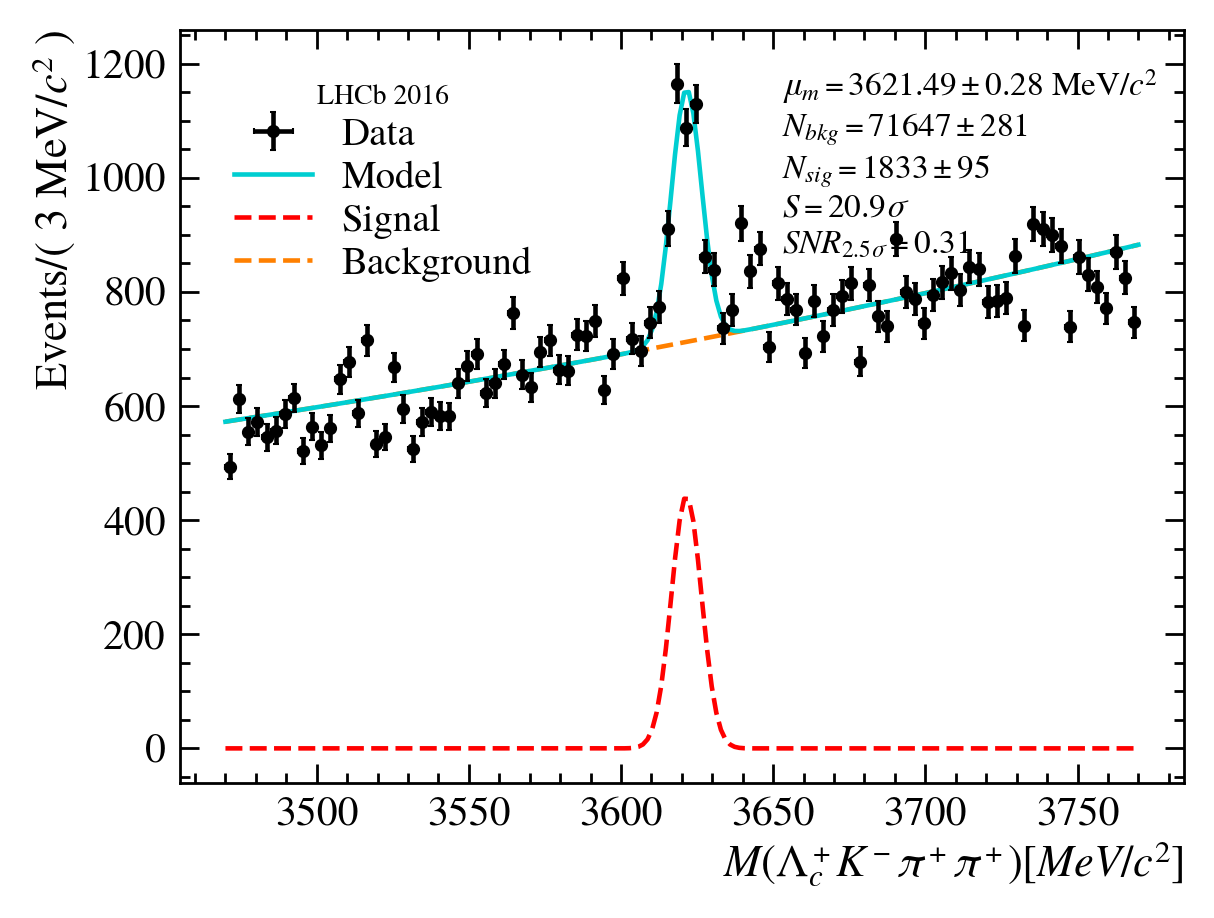 Events/( 3 MeV/c² )
1200
1000
800
600
400
200
0
LHCb 2016
Data
Model
Signal
Background
μₘ = 3621.49 ± 0.28 MeV/c²
N_bkg = 71647 ± 281
N_sig = 1833 ± 95
S = 20.9 σ
SNR_2.5σ = 0.31
3500 3550 3600 3650 3700 3750
M(Λ_c⁺ K⁻ π⁺ π⁺)[MeV/c²]